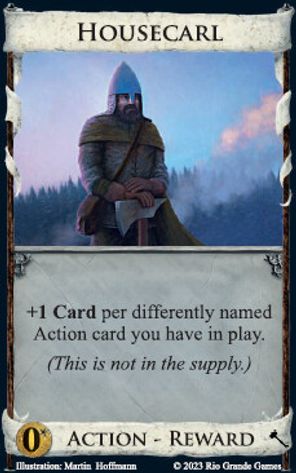 HOUSECARL
+1 Card per differently named
Action card you have in play.
(This is not in the supply.)
0 ACTION - REWARD
Illustration: Martin Hoffmann © 2023 Rio Grande Games